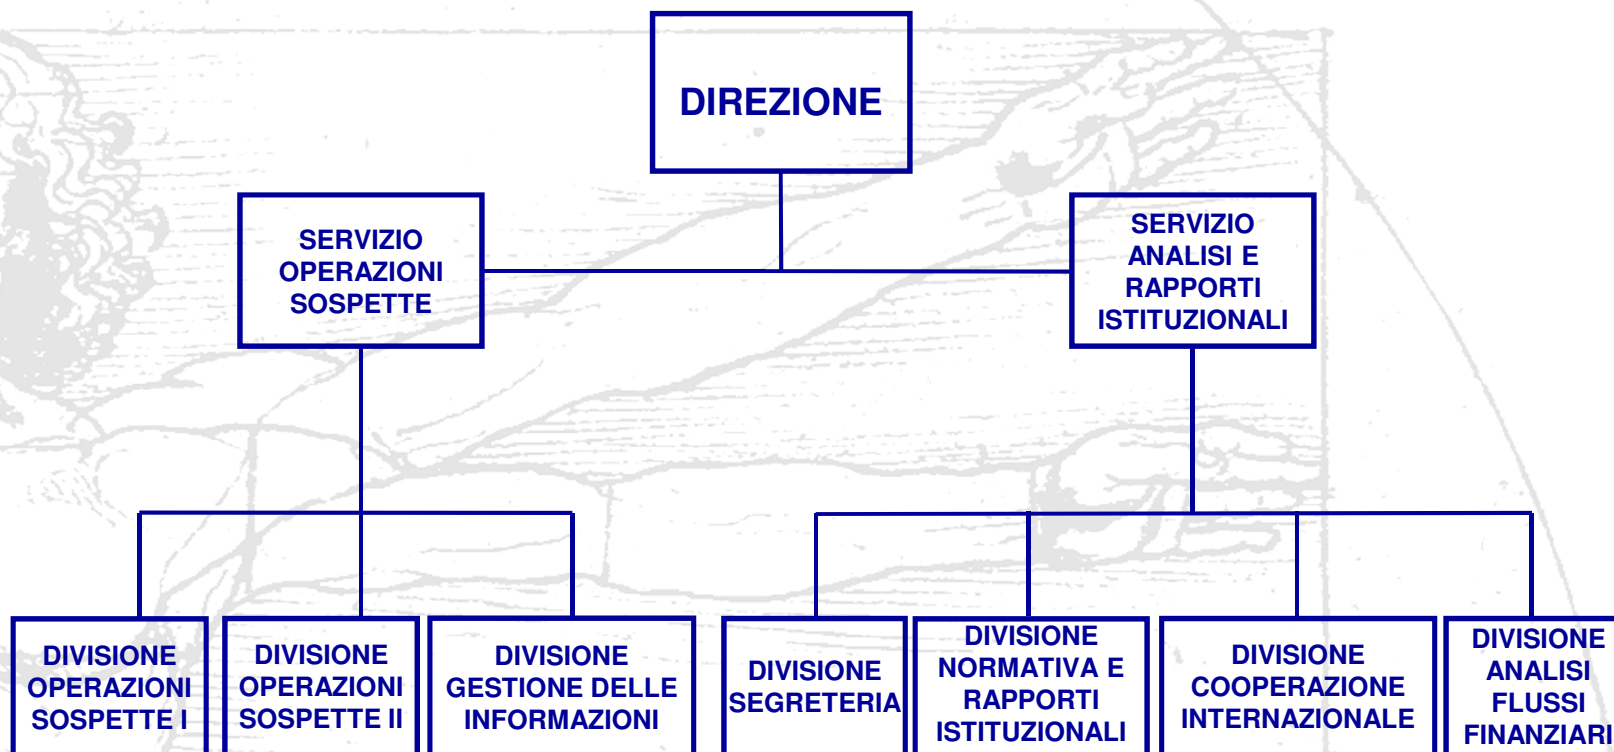 DIREZIONE
SERVIZIO
OPERAZIONI
SOSPETTE
SERVIZIO
ANALISI E
RAPPORTI
ISTITUZIONALI
DIVISIONE
OPERAZIONI
SOSPETTE I
DIVISIONE
OPERAZIONI
SOSPETTE II
DIVISIONE
GESTIONE DELLE
INFORMAZIONI
DIVISIONE
SEGRETERIA
DIVISIONE
NORMATIVA E
RAPPORTI
ISTITUZIONALI
DIVISIONE
COOPERAZIONE
INTERNAZIONALE
DIVISIONE
ANALISI
FLUSSI
FINANZIARI